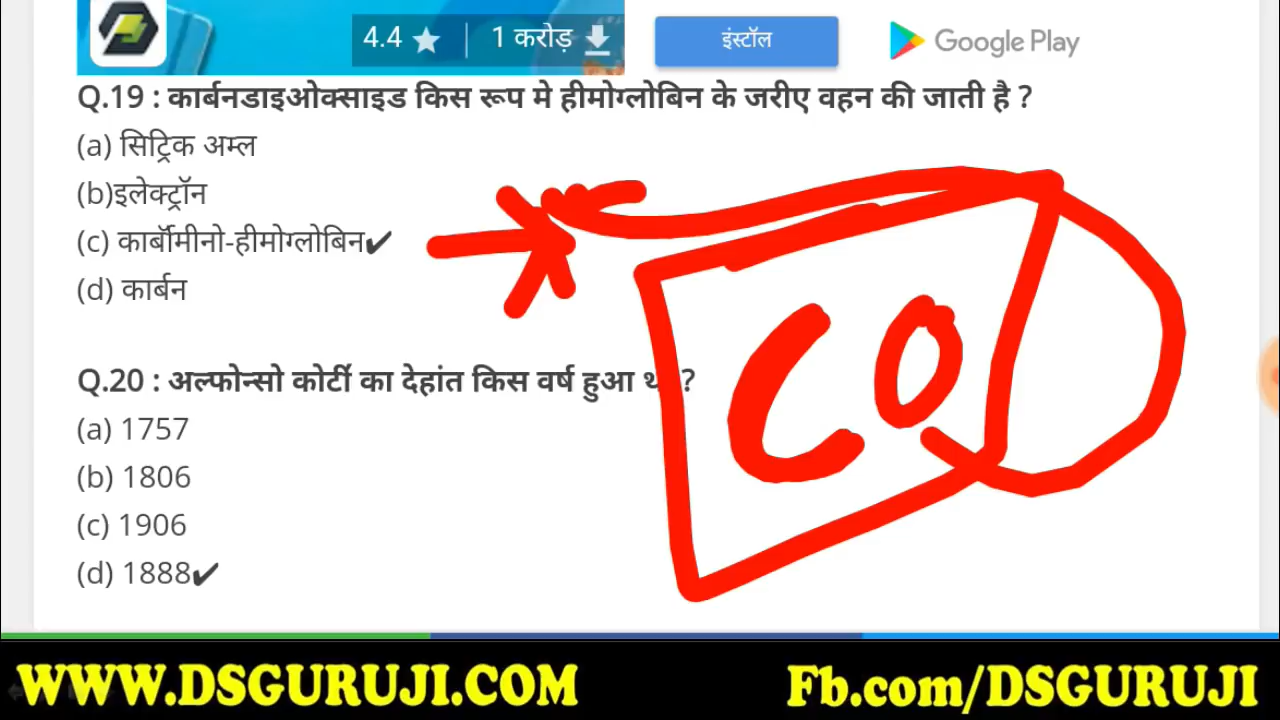 4.4 ★ | 1 करोड़
इंस्टॉल
Google Play
Q.19 : कार्बनडाइओक्साइड किस रूप मे हीमोग्लोबिन के जरीए वहन की जाती है ?
(a) सिट्रिक अम्ल
(b)इलेक्ट्रॉन
(c) कार्बॉमीनो-हीमोग्लोबिन✔
(d) कार्बन
CO
Q.20 : अल्फोन्सो कोर्टी का देहांत किस वर्ष हुआ ?
(a) 1757
(b) 1806
(c) 1906
(d) 1888✔
WWW.DSGURUJI.COM
Fb.com/DSGURUJI